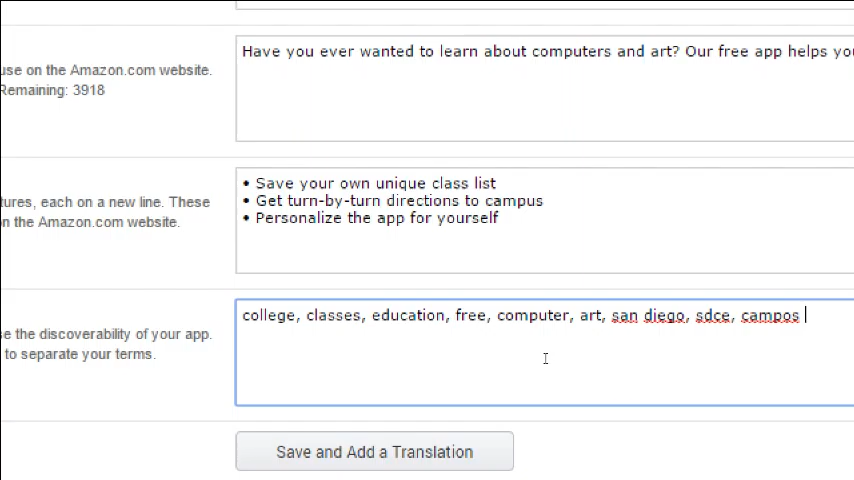 Have you ever wanted to learn about computers and art? Our free app helps
use on the Amazon.com website.
Remaining: 3918
• Save your own unique class list
tures, each on a new line. These
• Get turn-by-turn directions to campus
on the Amazon.com website.
• Personalize the app for yourself
college, classes, education, free, computer, art, san diego, sdce, campos
se the discoverability of your app.
to separate your terms.
Save and Add a Translation